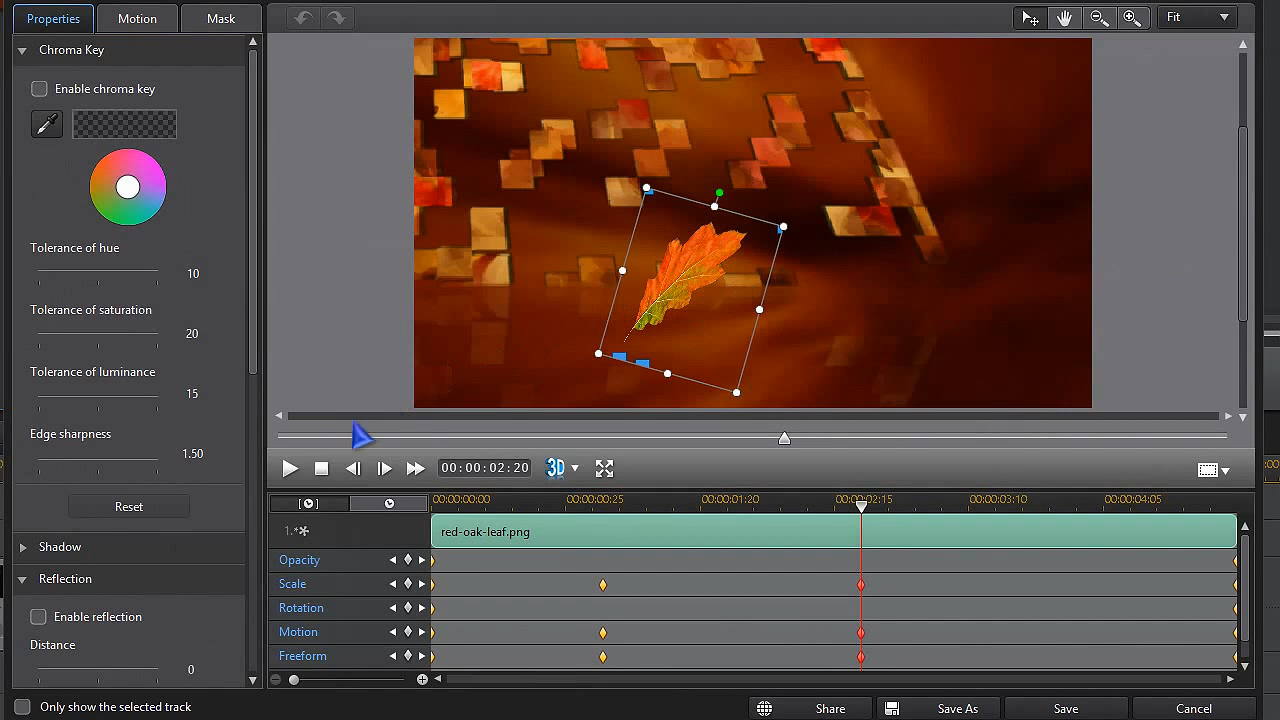 Properties Motion Mask
Fit
Chroma Key
Enable chroma key
Tolerance of hue
10
Tolerance of saturation
20
Tolerance of luminance
15
Edge sharpness
1.50
Reset
Shadow
Reflection
Enable reflection
Distance
0
Only show the selected track
00:00:02:20 3D
00:00:00:00 00:00:00:25 00:00:01:20 00:00:02:15 00:00:03:10 00:00:04:05
1.
red-oak-leaf.png
Opacity
Scale
Rotation
Motion
Freeform
Share Save As Save Cancel